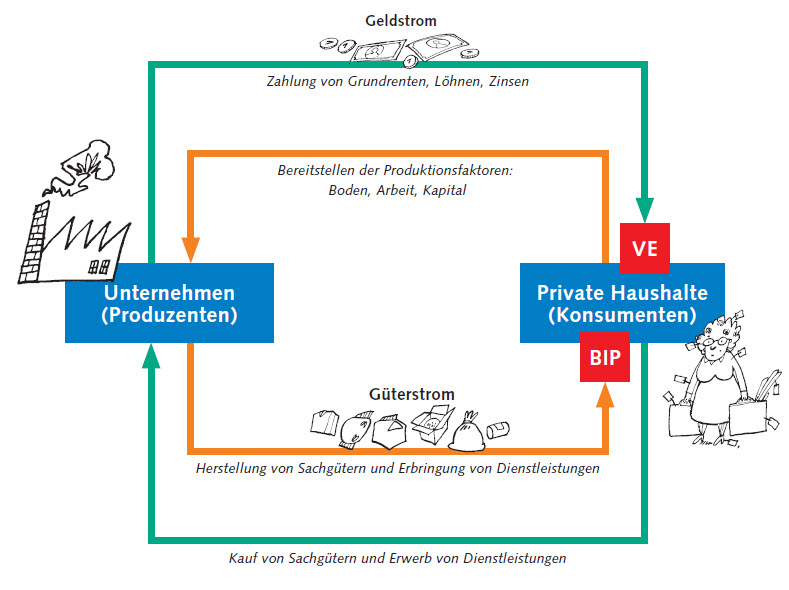 Geldstrom
Zahlung von Grundrenten, Löhnen, Zinsen
Bereitstellen der Produktionsfaktoren:
Boden, Arbeit, Kapital
VE
Unternehmen
(Produzenten)
Private Haushalte
(Konsumenten)
BIP
Güterstrom
Herstellung von Sachgütern und Erbringung von Dienstleistungen
Kauf von Sachgütern und Erwerb von Dienstleistungen